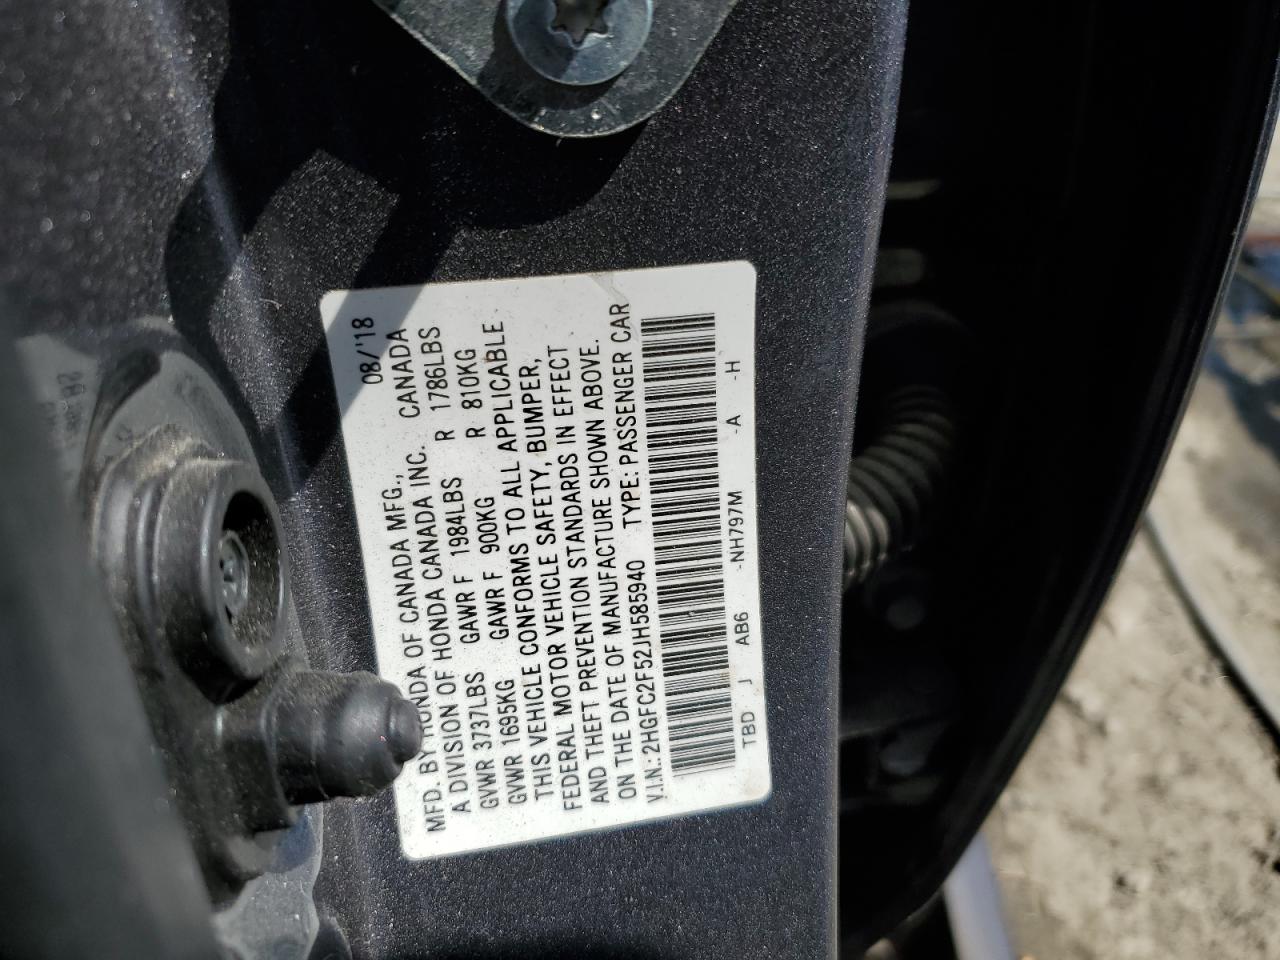 08/'18
MFD. BY HONDA OF CANADA MFG.,
A DIVISION OF HONDA CANADA INC. CANADA
GVWR 3737LBS GAWR F 1984LBS R 1786LBS
GVWR 1695KG GAWR F 900KG R 810KG
THIS VEHICLE CONFORMS TO ALL APPLICABLE
FEDERAL MOTOR VEHICLE SAFETY, BUMPER,
AND THEFT PREVENTION STANDARDS IN EFFECT
ON THE DATE OF MANUFACTURE SHOWN ABOVE.
V.I.N.:2HGFC2F52JH585940 TYPE: PASSENGER CAR
TBD J AB6 -NH797M -A -H